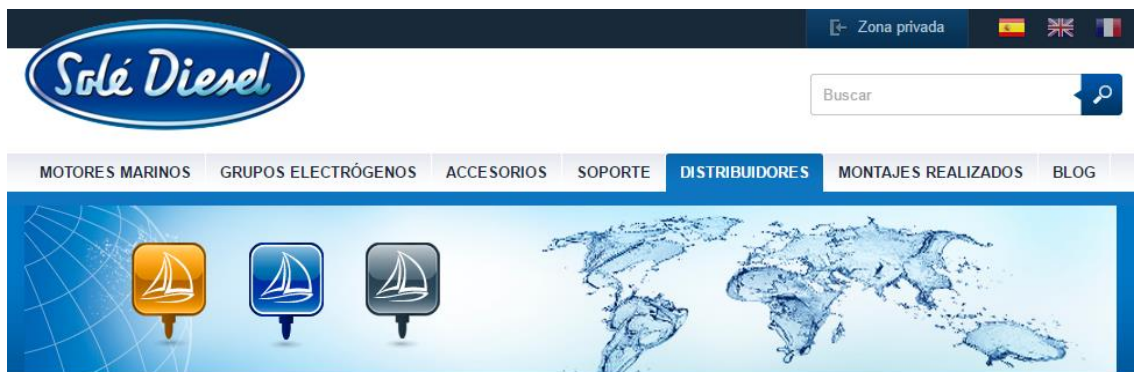 Zona privada
Solé Diesel
Buscar
MOTORES MARINOS GRUPOS ELECTRÓGENOS ACCESORIOS SOPORTE DISTRIBUIDORES MONTAJES REALIZADOS BLOG